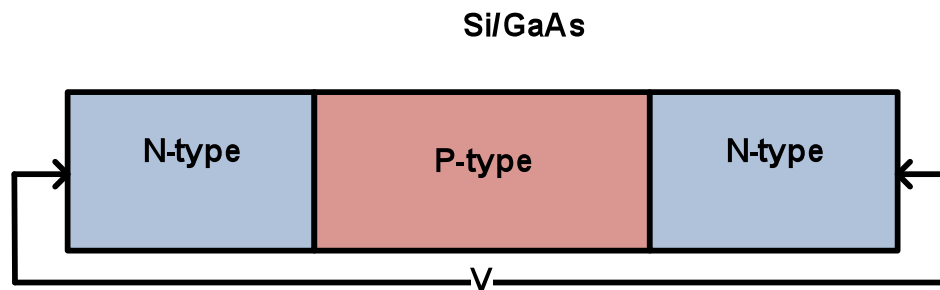 Si/GaAs
N-type
P-type
N-type
V